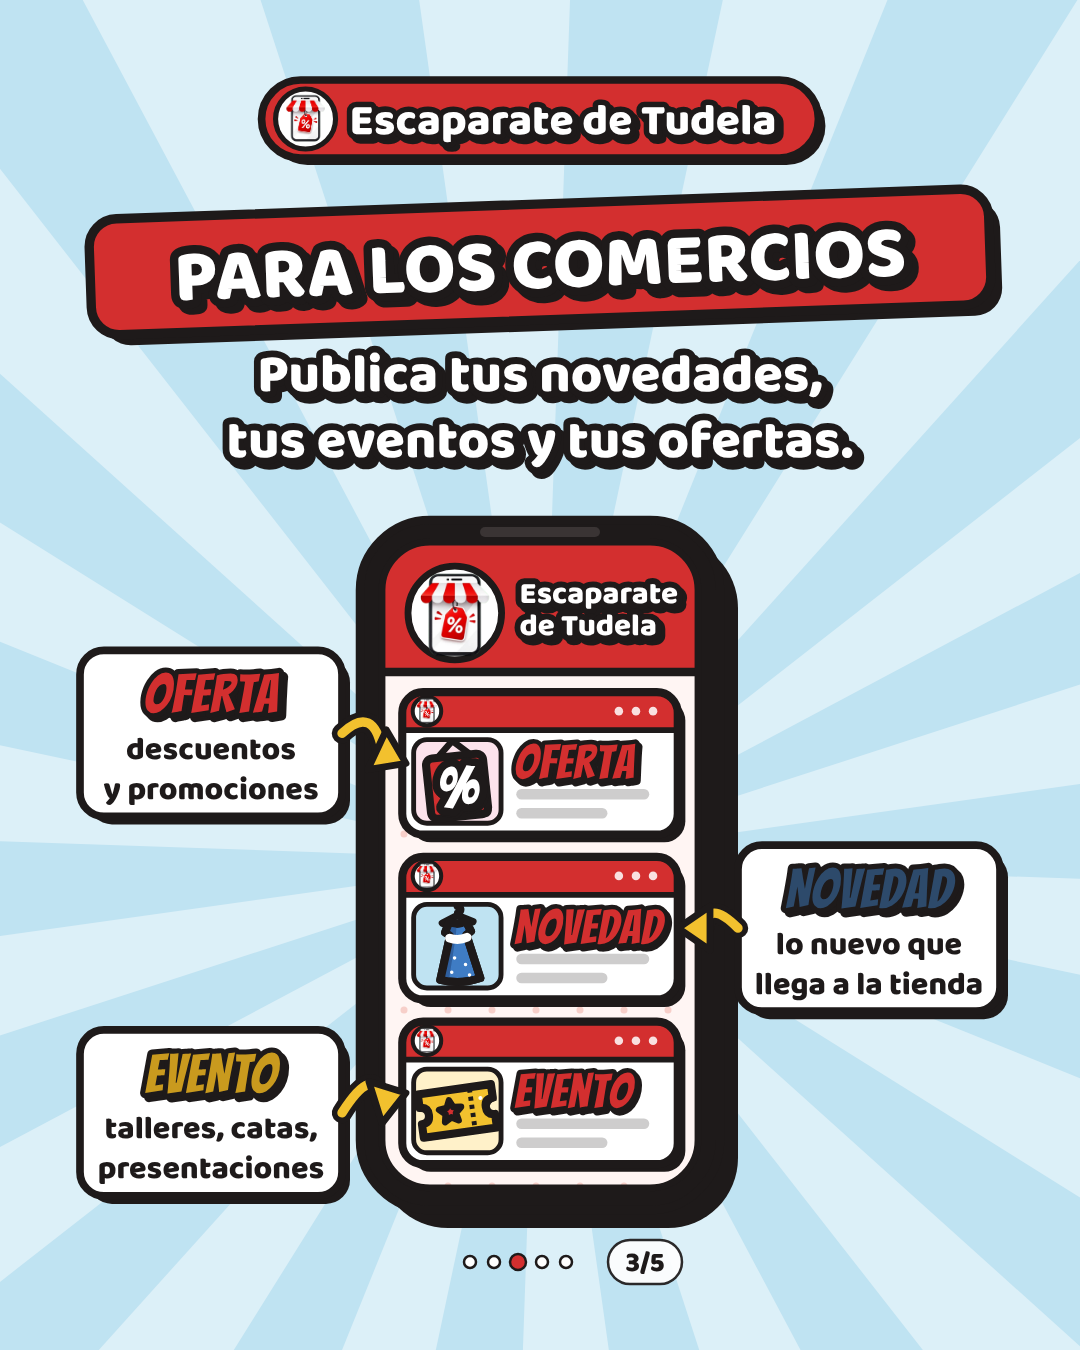 Escaparate de Tudela
PARA LOS COMERCIOS
Publica tus novedades,
tus eventos y tus ofertas.
Escaparate
de Tudela
%
OFERTA
descuentos
y promociones
%
OFERTA
NOVEDAD
NOVEDAD
lo nuevo que
llega a la tienda
EVENTO
talleres, catas,
presentaciones
EVENTO
3/5